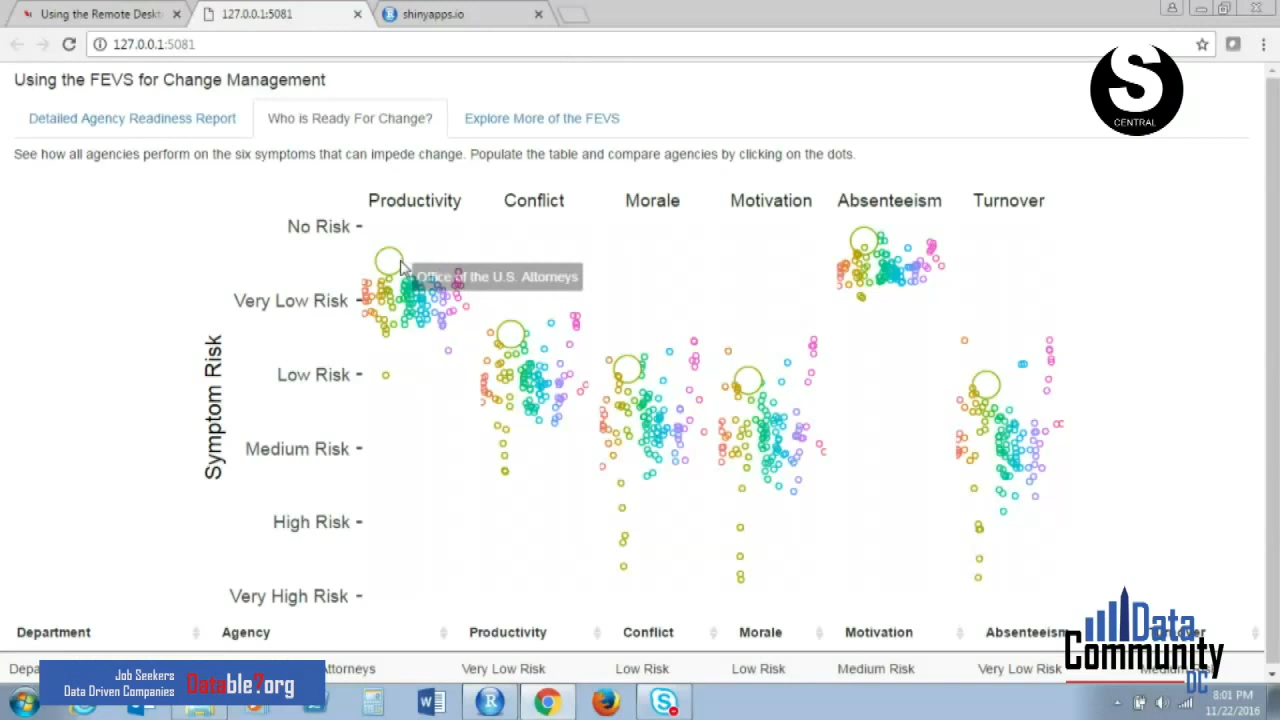 Using the Remote Deskt
127.0.0.1:5081
shinyapps.io
127.0.0.1:5081
Using the FEVS for Change Management
S
CENTRAL
Detailed Agency Readiness Report
Who is Ready For Change?
Explore More of the FEVS
See how all agencies perform on the six symptoms that can impede change. Populate the table and compare agencies by clicking on the dots.
Productivity Conflict Morale Motivation Absenteeism Turnover
No Risk
Office of the U.S. Attorneys
Very Low Risk
Low Risk
Medium Risk
High Risk
Very High Risk
Symptom Risk
Department Agency Productivity Conflict Morale Motivation Absenteeism
Attorneys Very Low Risk Low Risk Low Risk Medium Risk Very Low Risk
Job Seekers
Data Driven Companies
Datable?org
Data
Community
DC
8:01 PM
11/22/2016